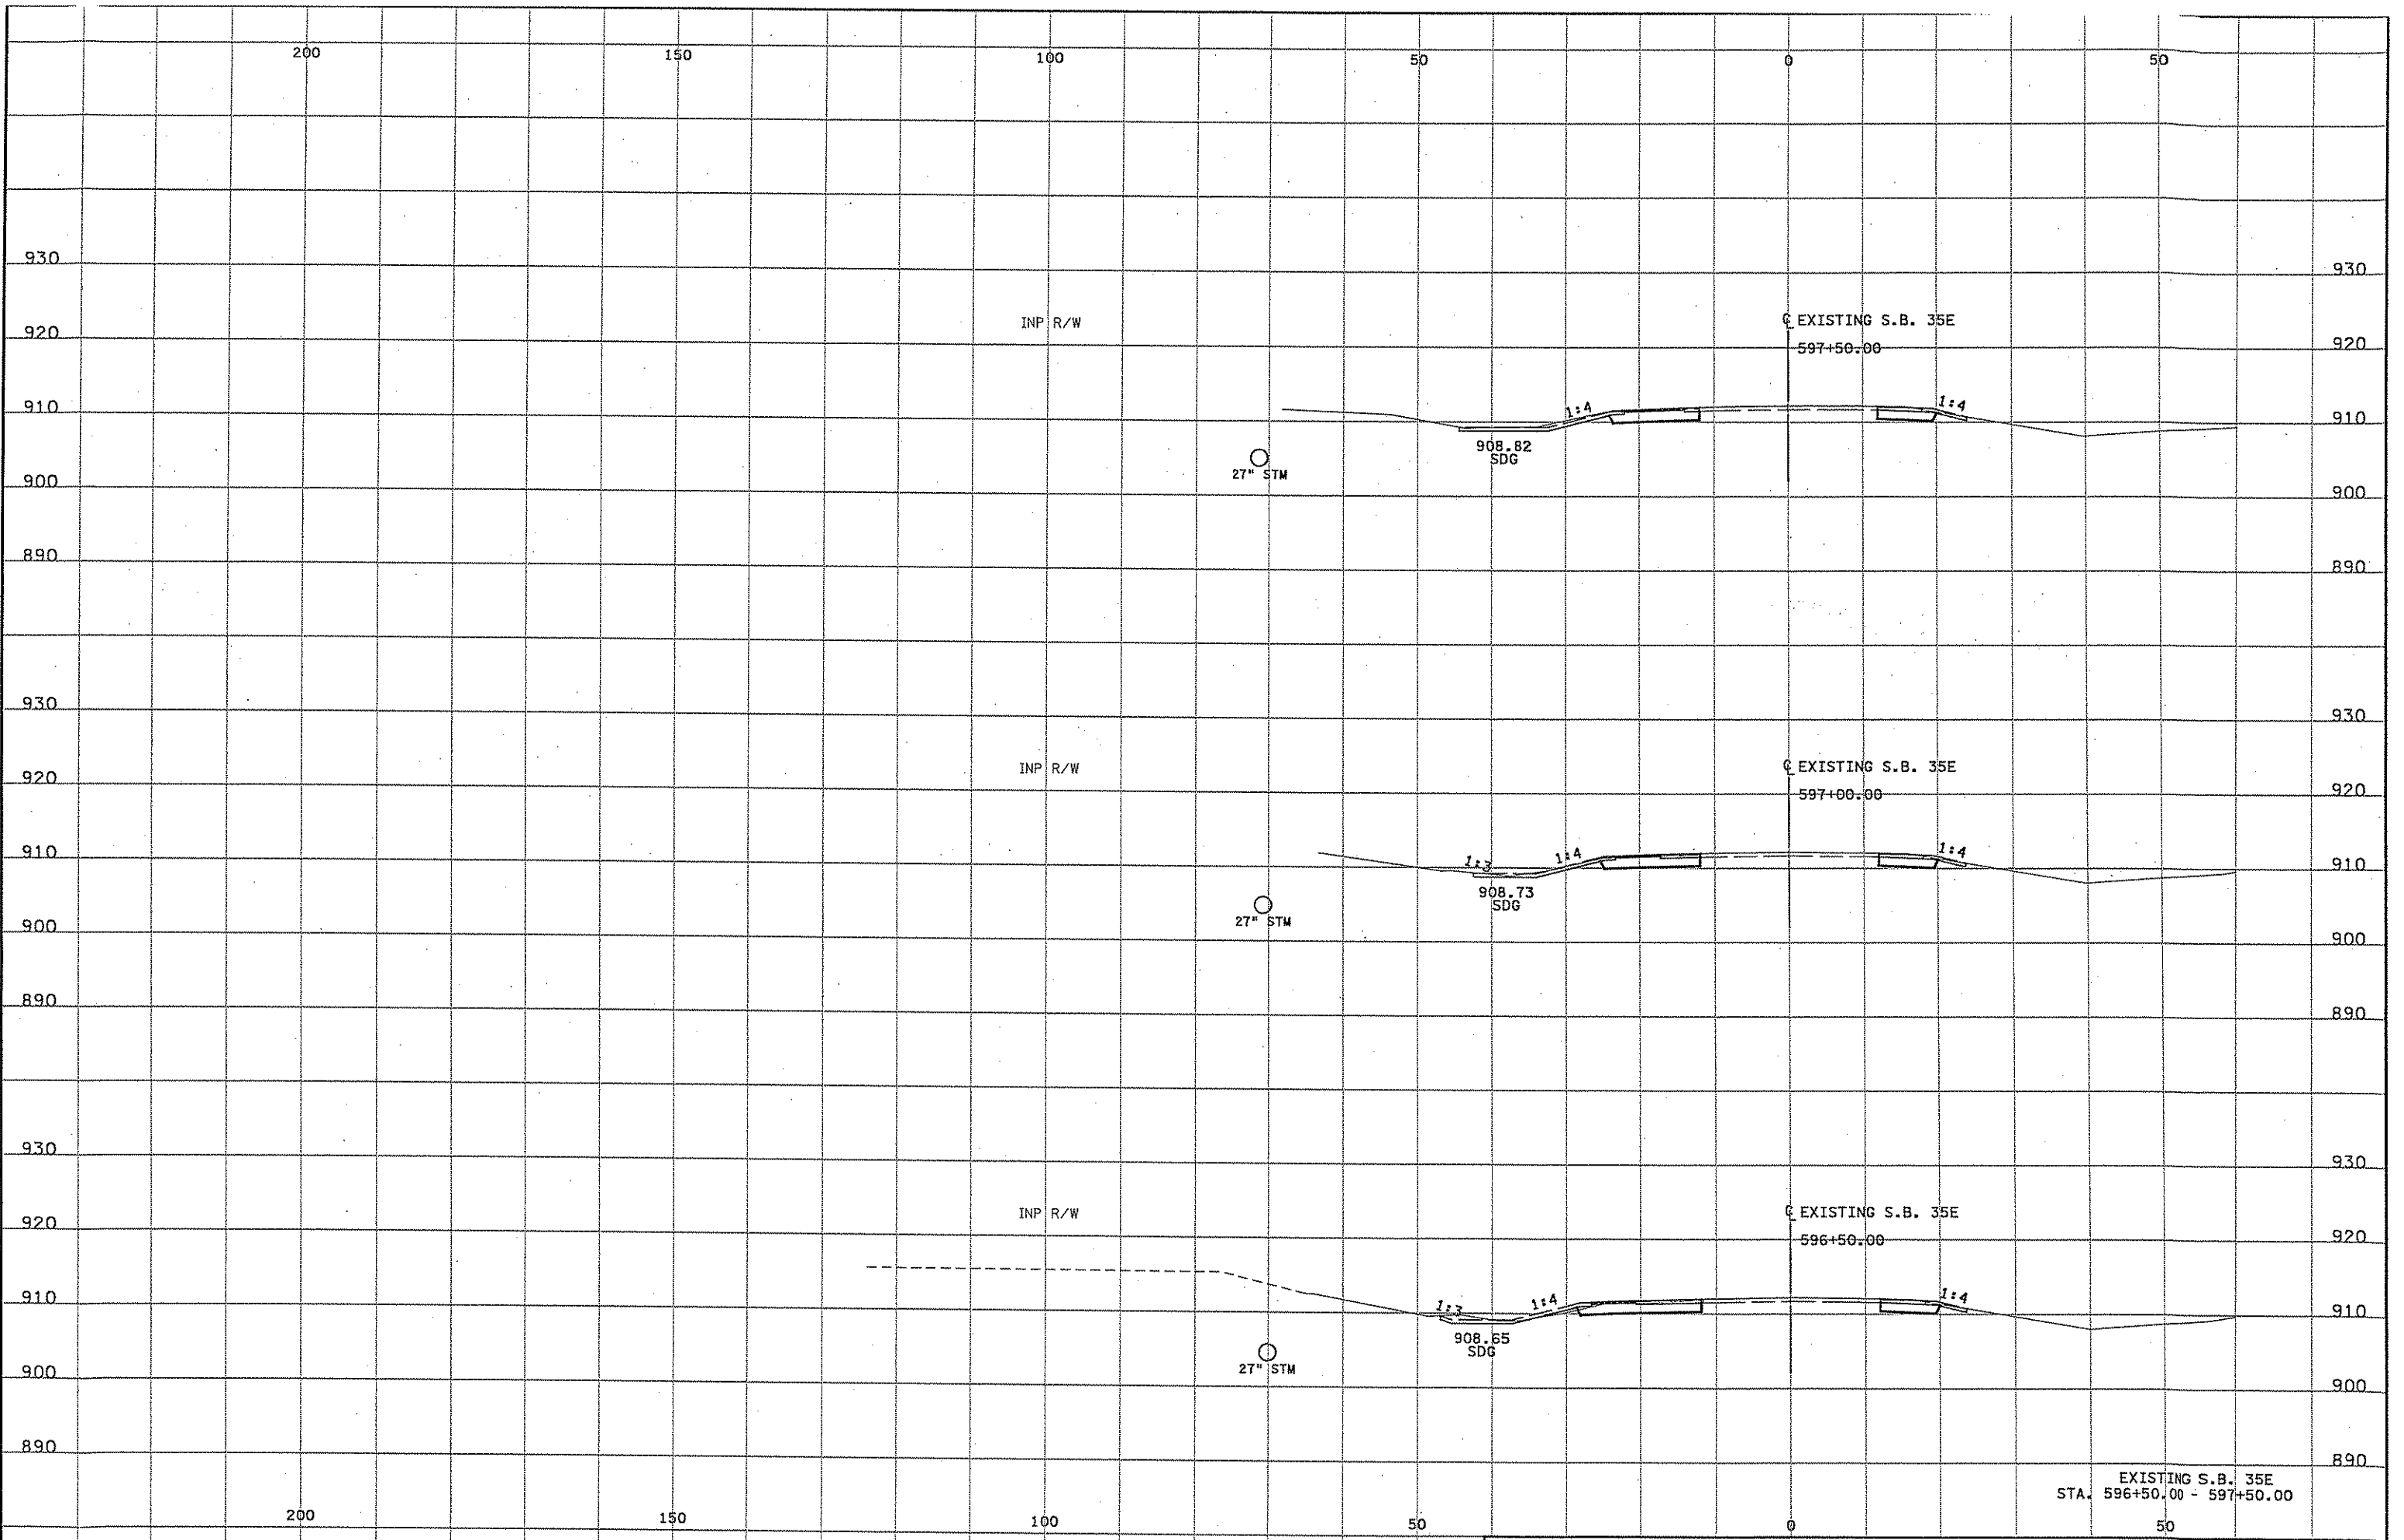 200 150 100 50 0 50
930 930
INP R/W ℄ EXISTING S.B. 35E
920 597+50.00 920
910 1:4 1:4 910
908.82
SDG
27" STM
900 900
890 890
930 930
INP R/W ℄ EXISTING S.B. 35E
920 597+00.00 920
910 1:3 1:4 1:4 910
908.73
SDG
27" STM
900 900
890 890
930 930
INP R/W ℄ EXISTING S.B. 35E
920 596+50.00 920
910 1:3 1:4 1:4 910
908.65
SDG
27" STM
900 900
890 890
EXISTING S.B. 35E
STA. 596+50.00 - 597+50.00
200 150 100 50 0 50